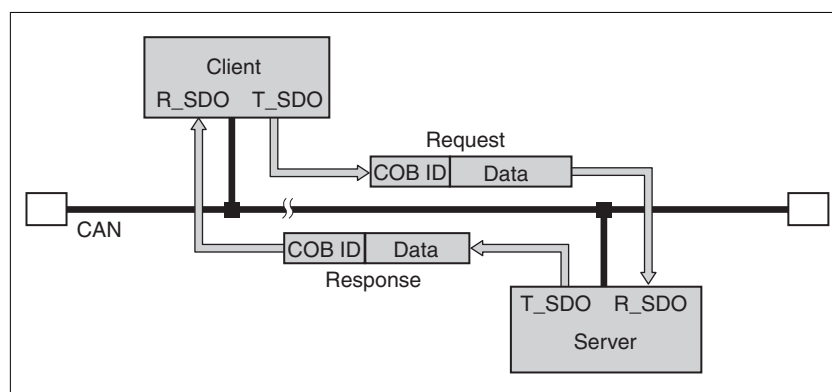 Client
R_SDO T_SDO
Request
COB ID Data
CAN
COB ID Data
Response
T_SDO R_SDO
Server